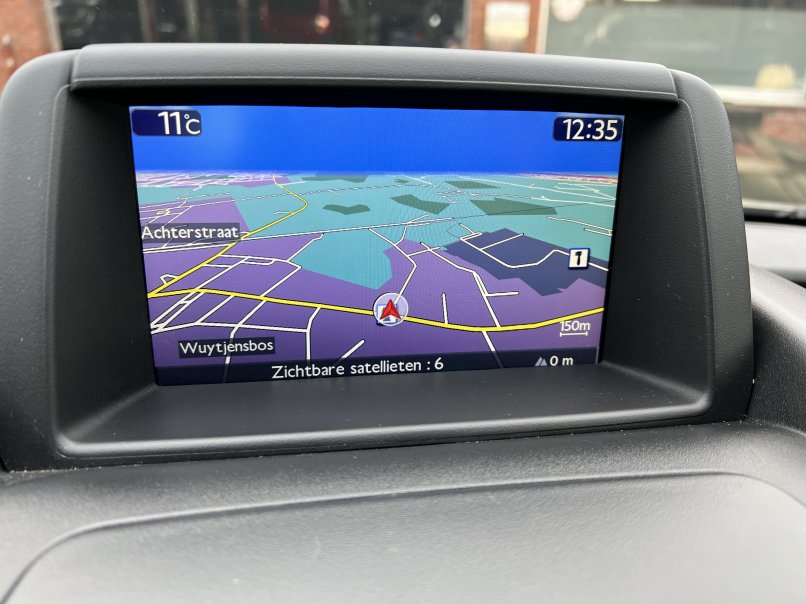 11°C
12:35
Achterstraat
1
150m
Wuytjensbos
Zichtbare satellieten : 6
0 m